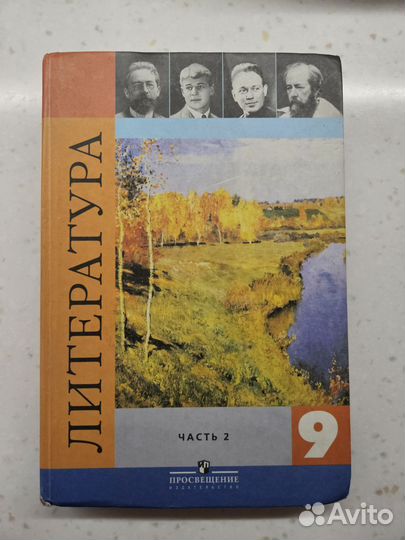 ЛИТЕРАТУРА
ЧАСТЬ 2
9
ПРОСВЕЩЕНИЕ
ИЗДАТЕЛЬСТВО
Avito